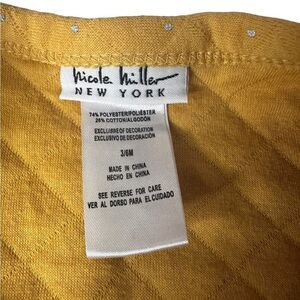 nicole miller
NEW YORK
74% POLYESTER/POLIÉSTER
26% COTTON/ALGODÓN
EXCLUSIVE OF DECORATION
EXCLUSIVO DE DECORACIÓN
3/6M
MADE IN CHINA
HECHO EN CHINA
SEE REVERSE FOR CARE
VER AL DORSO PARA EL CUIDADO